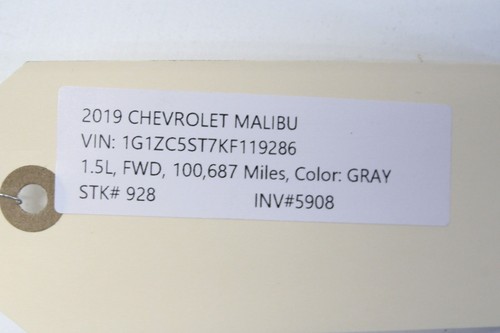 2019 CHEVROLET MALIBU
VIN: 1G1ZC5ST7KF119286
1.5L, FWD, 100,687 Miles, Color: GRAY
STK# 928 INV#5908